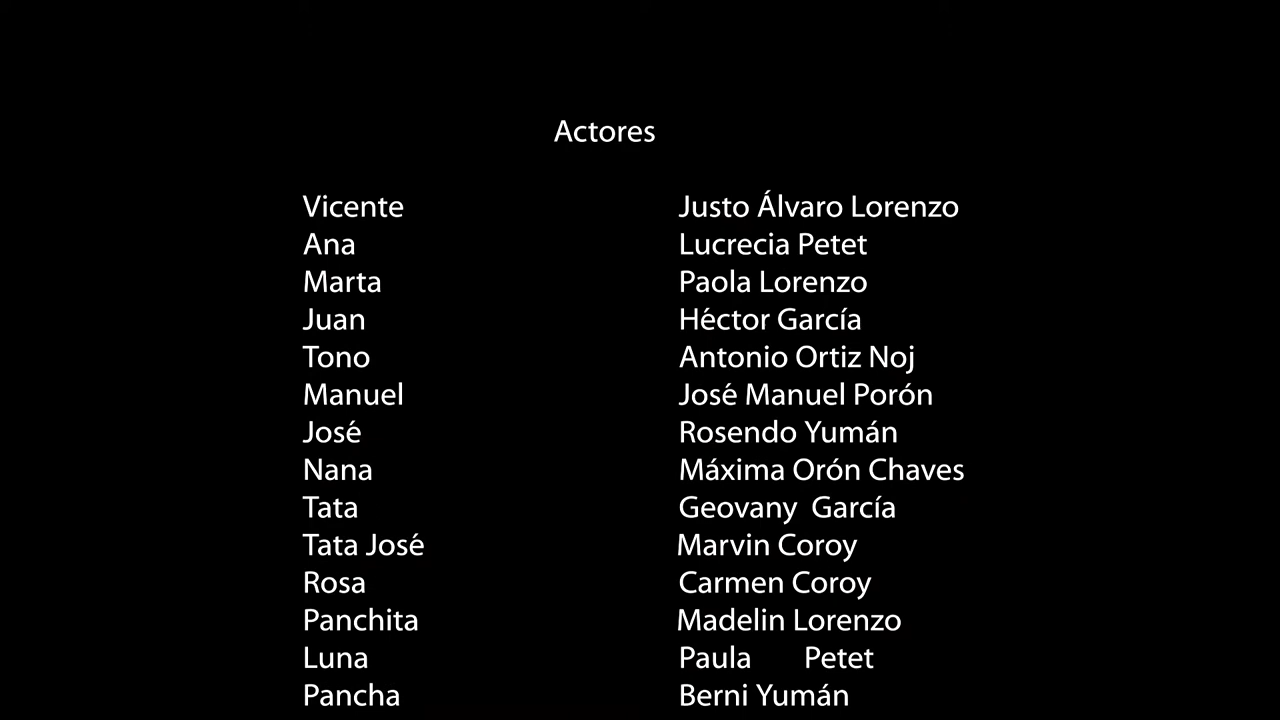 Actores
Vicente Justo Álvaro Lorenzo
Ana Lucrecia Petet
Marta Paola Lorenzo
Juan Héctor García
Tono Antonio Ortiz Noj
Manuel José Manuel Porón
José Rosendo Yumán
Nana Máxima Orón Chaves
Tata Geovany García
Tata José Marvin Coroy
Rosa Carmen Coroy
Panchita Madelin Lorenzo
Luna Paula Petet
Pancha Berni Yumán